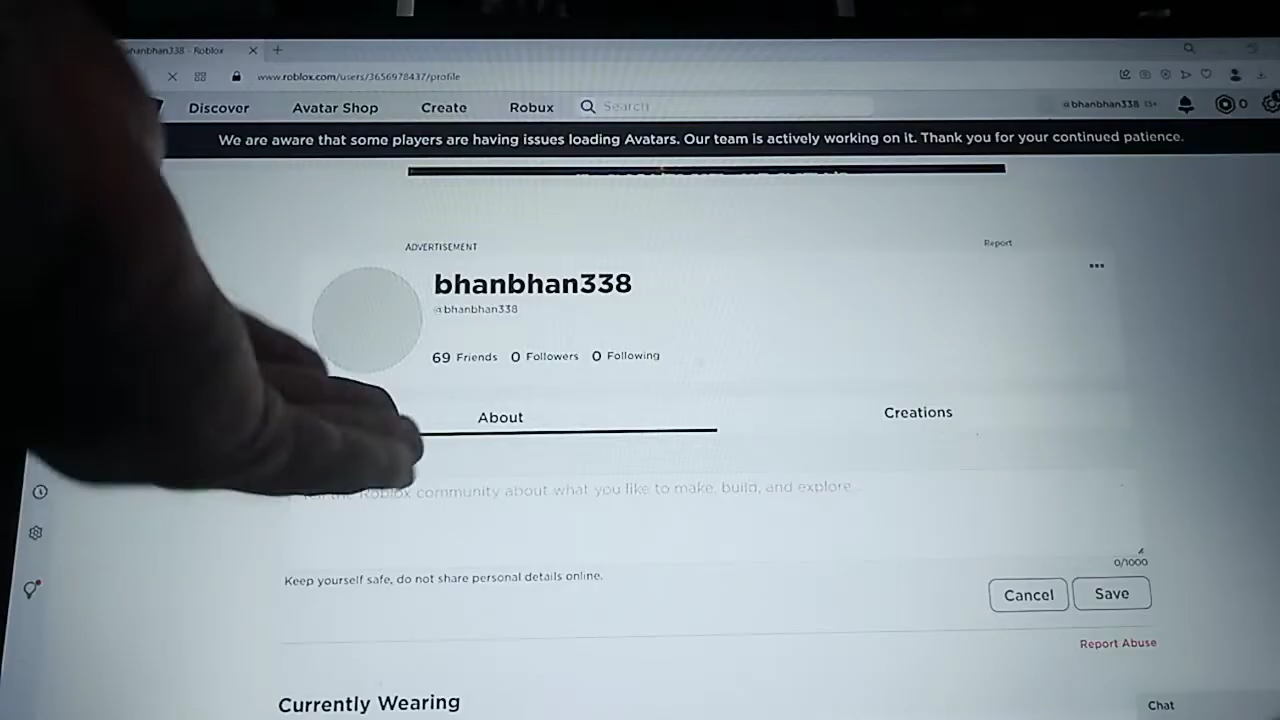 hanbhan338 - Roblox
www.roblox.com/users/3656978437/profile
Discover Avatar Shop Create Robux Search @bhanbhan338 13+ 0
We are aware that some players are having issues loading Avatars. Our team is actively working on it. Thank you for your continued patience.
ADVERTISEMENT Report
bhanbhan338
@bhanbhan338
69 Friends 0 Followers 0 Following
About Creations
Roblox community about what you like to make, build, and explore
0/1000
Keep yourself safe, do not share personal details online.
Cancel Save
Report Abuse
Currently Wearing
Chat